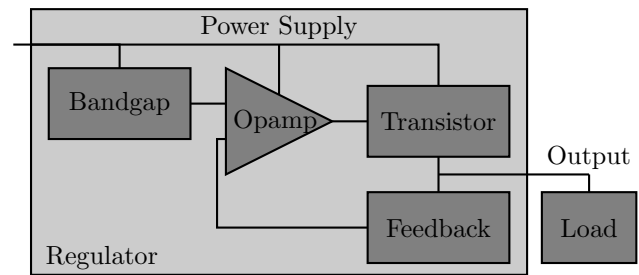 Power Supply
Bandgap
Opamp
Transistor
Output
Feedback
Load
Regulator